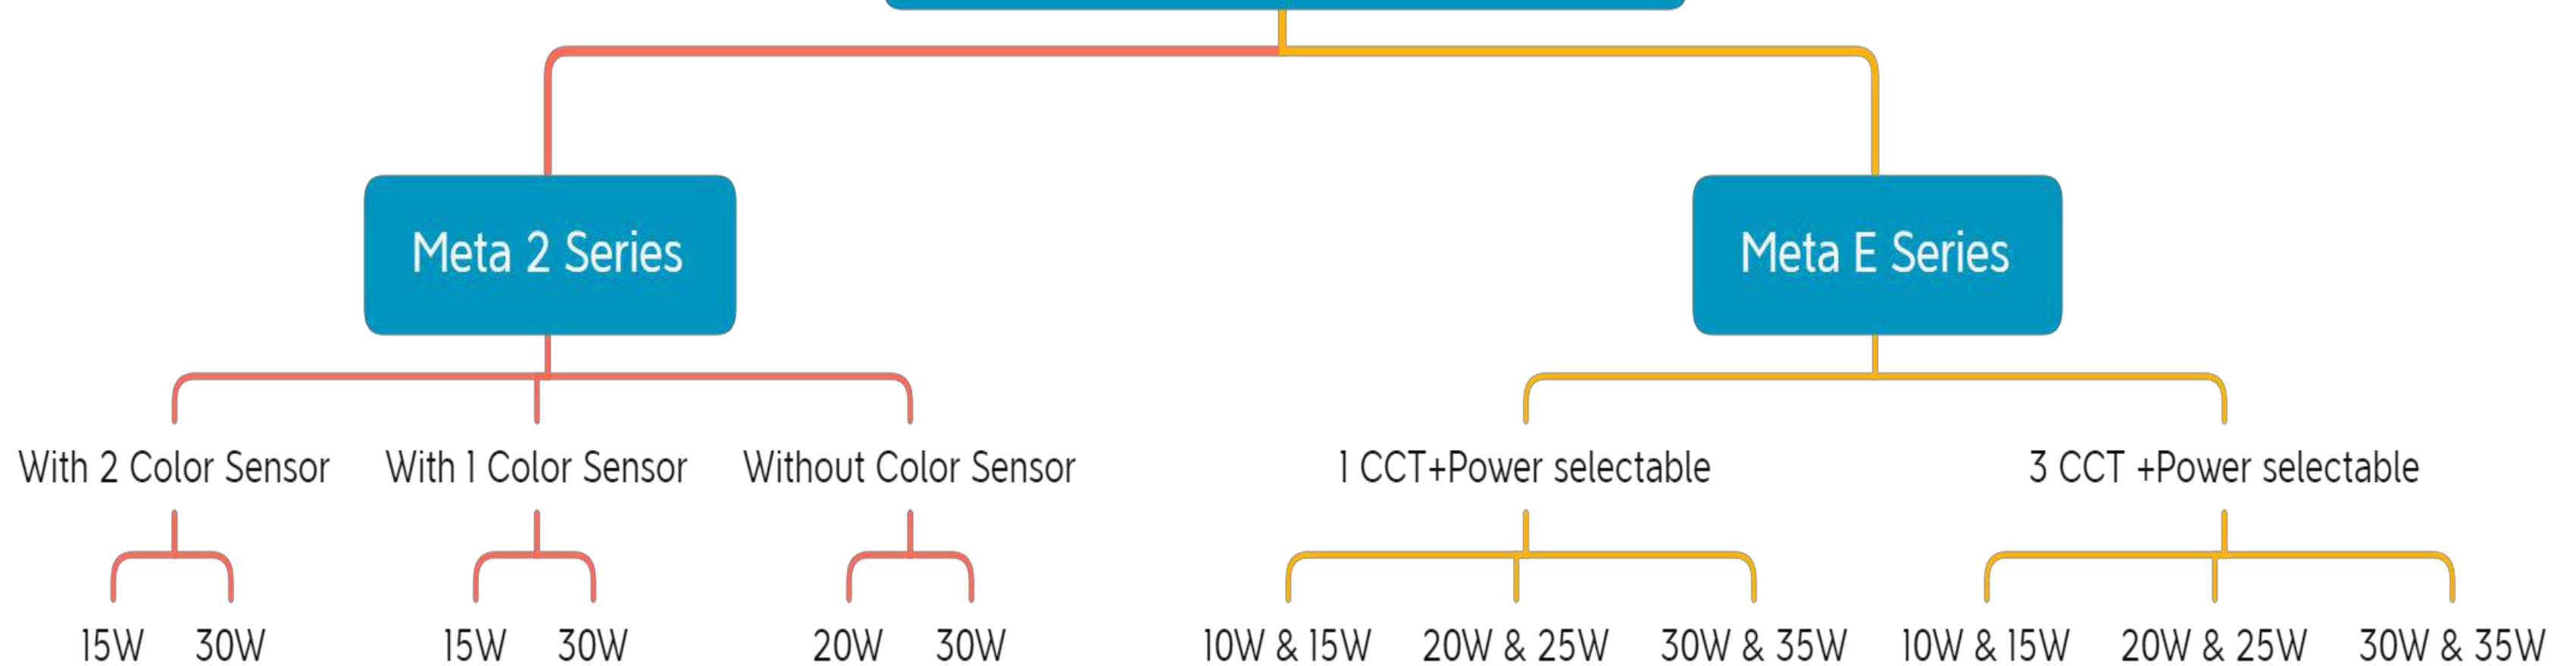 Meta 2 Series
Meta E Series
With 2 Color Sensor
With 1 Color Sensor
Without Color Sensor
1 CCT+Power selectable
3 CCT +Power selectable
15W
30W
15W
30W
20W
30W
10W & 15W
20W & 25W
30W & 35W
10W & 15W
20W & 25W
30W & 35W